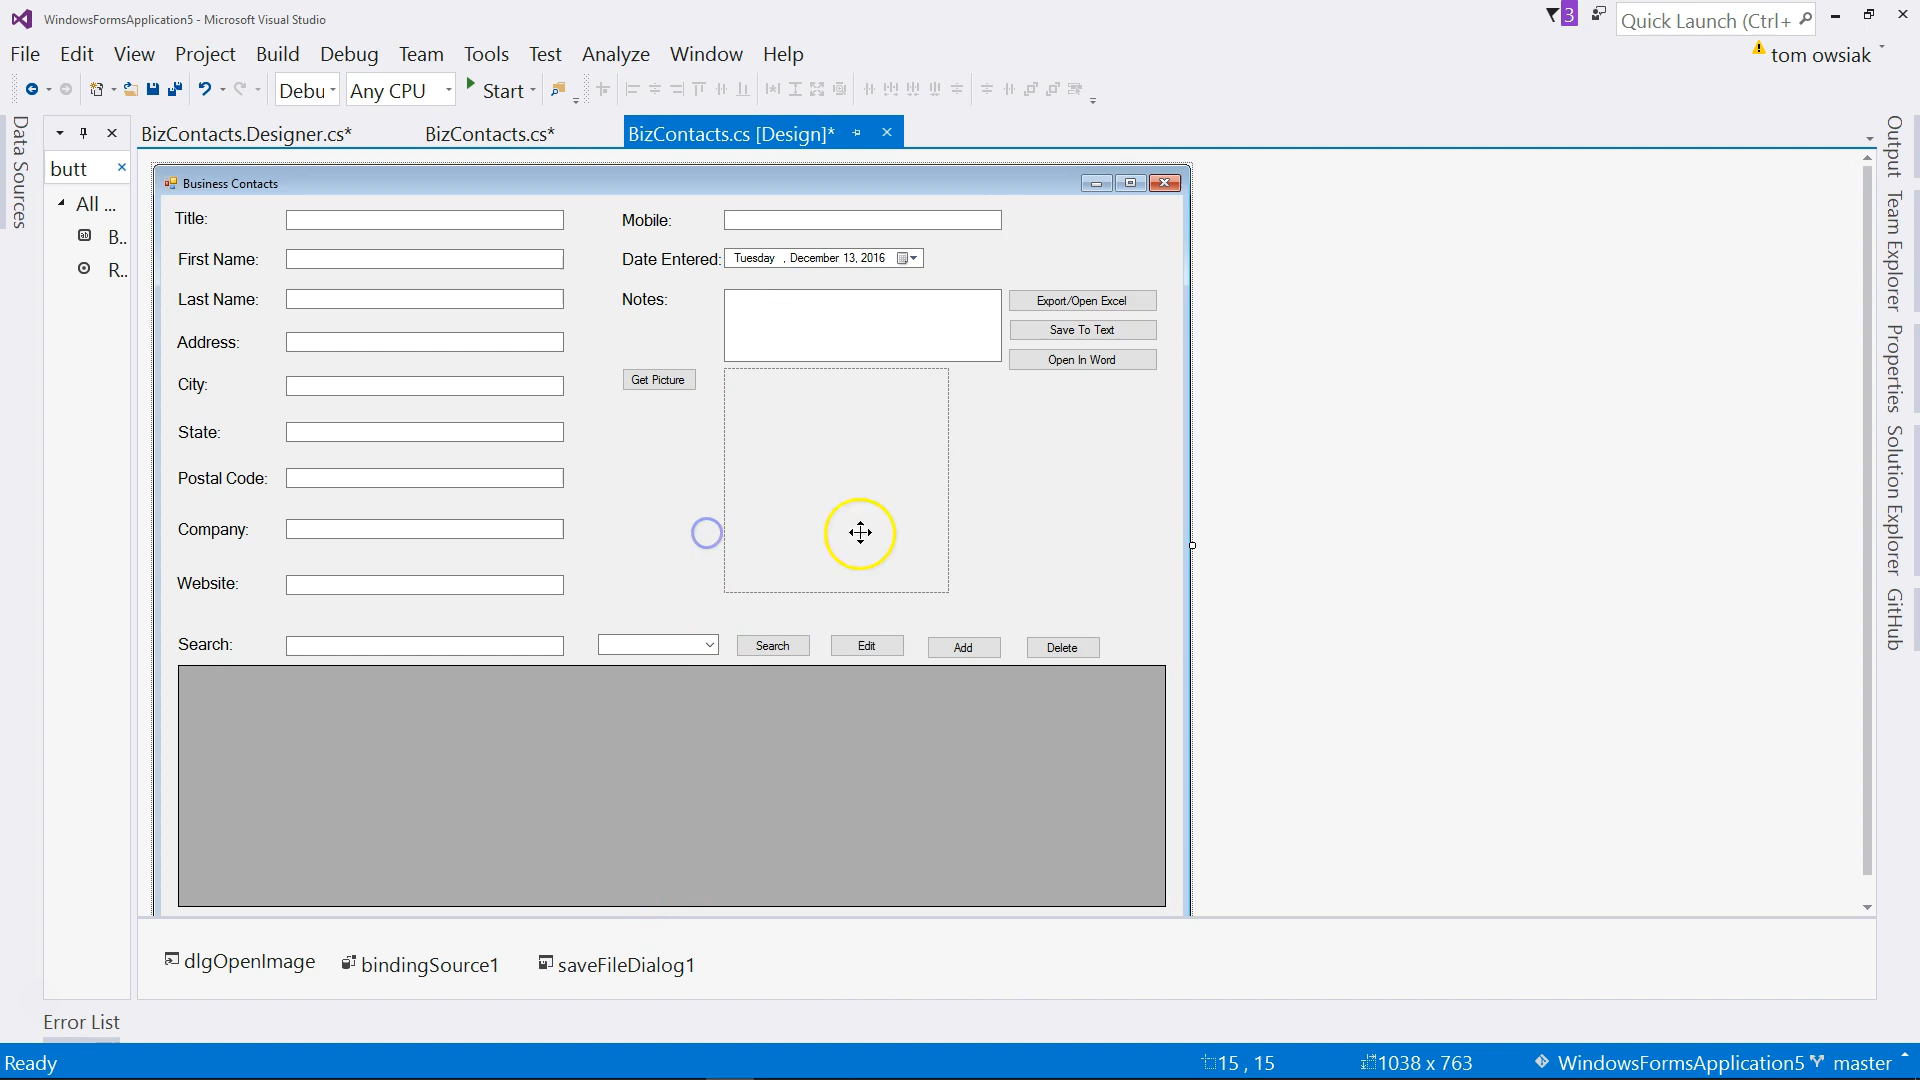 WindowsFormsApplication5 - Microsoft Visual Studio
3
Quick Launch (Ctrl+
File Edit View Project Build Debug Team Tools Test Analyze Window Help
tom owsiak
Debu Any CPU Start
Data Sources
butt
All ...
B..
R..
BizContacts.Designer.cs* BizContacts.cs* BizContacts.cs [Design]*
Business Contacts
Title:
Mobile:
First Name:
Date Entered: Tuesday , December 13, 2016
Last Name:
Notes:
Export/Open Excel
Save To Text
Address:
Open In Word
City:
Get Picture
State:
Postal Code:
Company:
Website:
Search:
Search Edit Add Delete
dlgOpenImage bindingSource1 saveFileDialog1
Output
Team Explorer
Properties
Solution Explorer
GitHub
Error List
Ready 15 , 15 1038 x 763 WindowsFormsApplication5 master